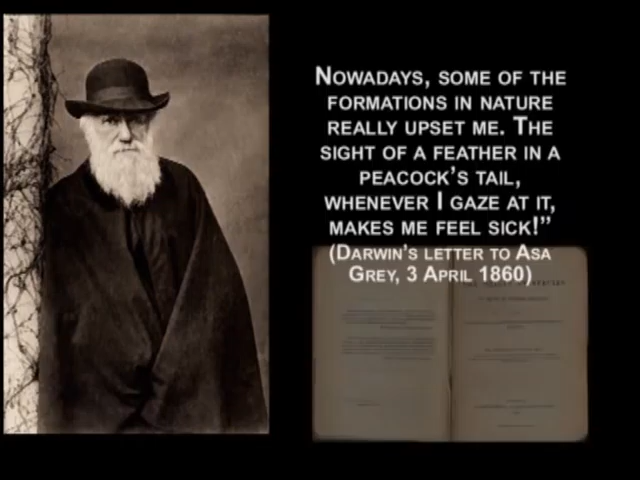 Nowadays, some of the
formations in nature
really upset me. The
sight of a feather in a
peacock's tail,
whenever I gaze at it,
makes me feel sick!”
(Darwin's letter to Asa
Grey, 3 April 1860)